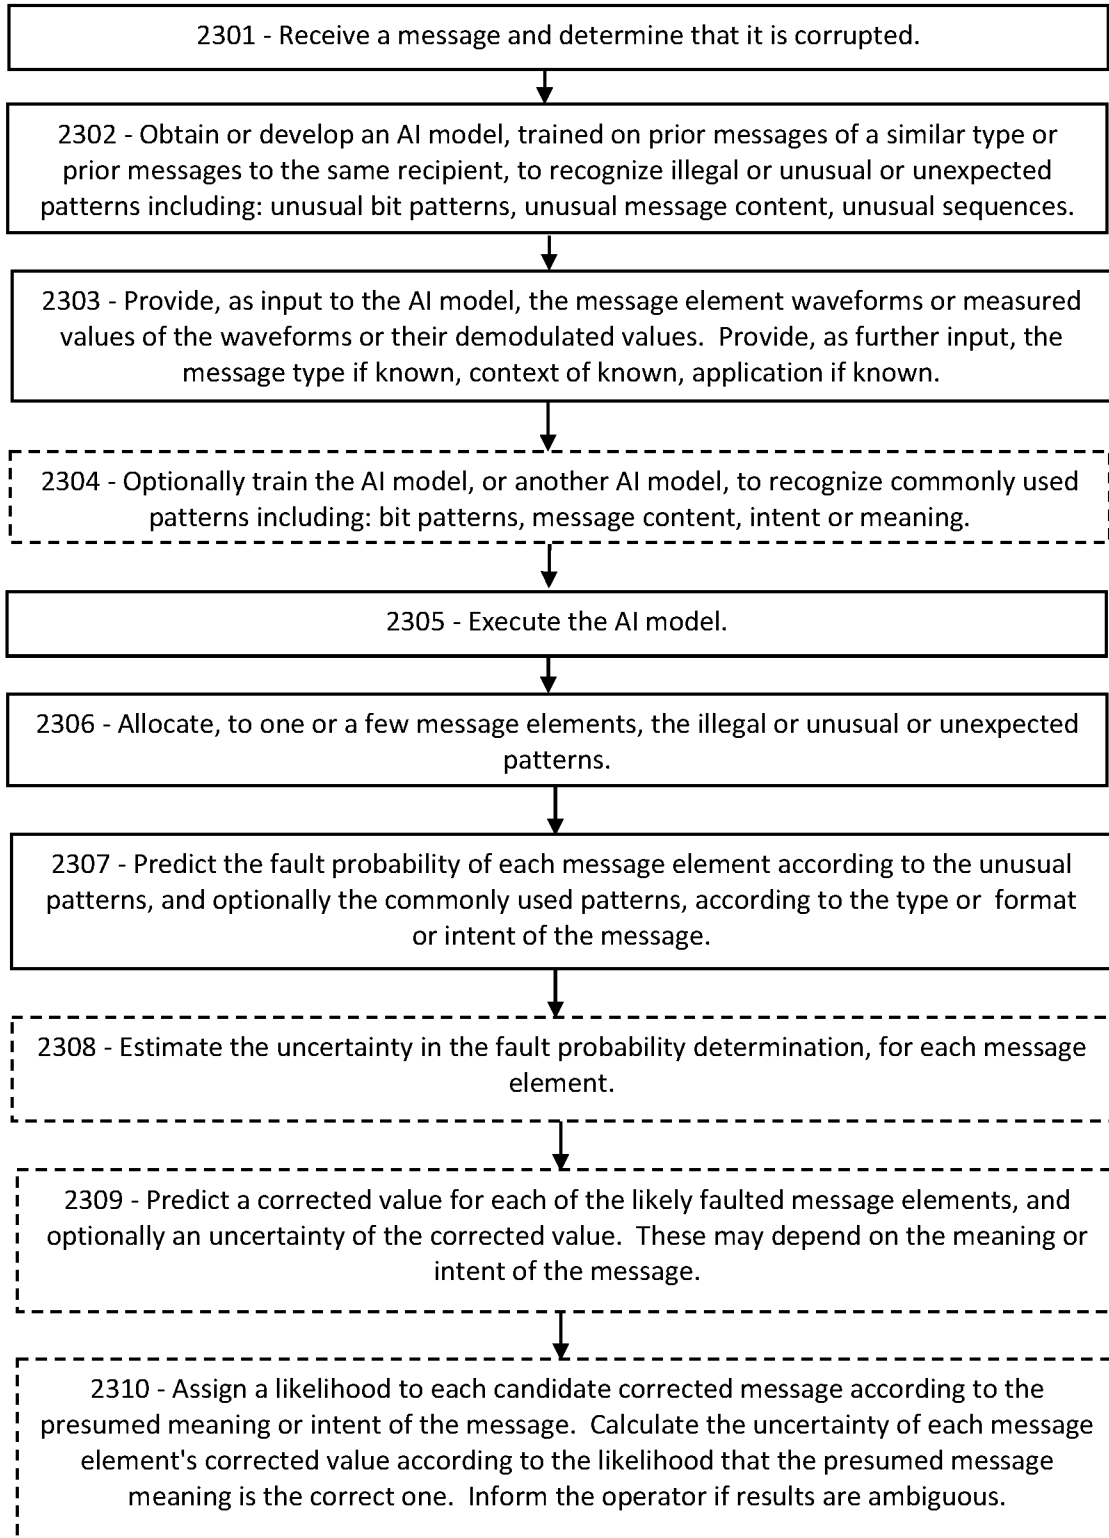 2301 - Receive a message and determine that it is corrupted.
2302 - Obtain or develop an AI model, trained on prior messages of a similar type or
prior messages to the same recipient, to recognize illegal or unusual or unexpected
patterns including: unusual bit patterns, unusual message content, unusual sequences.
2303 - Provide, as input to the AI model, the message element waveforms or measured
values of the waveforms or their demodulated values.  Provide, as further input, the
message type if known, context of known, application if known.
2304 - Optionally train the AI model, or another AI model, to recognize commonly used
patterns including: bit patterns, message content, intent or meaning.
2305 - Execute the AI model.
2306 - Allocate, to one or a few message elements, the illegal or unusual or unexpected
patterns.
2307 - Predict the fault probability of each message element according to the unusual
patterns, and optionally the commonly used patterns, according to the type or  format
or intent of the message.
2308 - Estimate the uncertainty in the fault probability determination, for each message
element.
2309 - Predict a corrected value for each of the likely faulted message elements, and
optionally an uncertainty of the corrected value.  These may depend on the meaning or
intent of the message.
2310 - Assign a likelihood to each candidate corrected message according to the
presumed meaning or intent of the message.  Calculate the uncertainty of each message
element's corrected value according to the likelihood that the presumed message
meaning is the correct one.  Inform the operator if results are ambiguous.